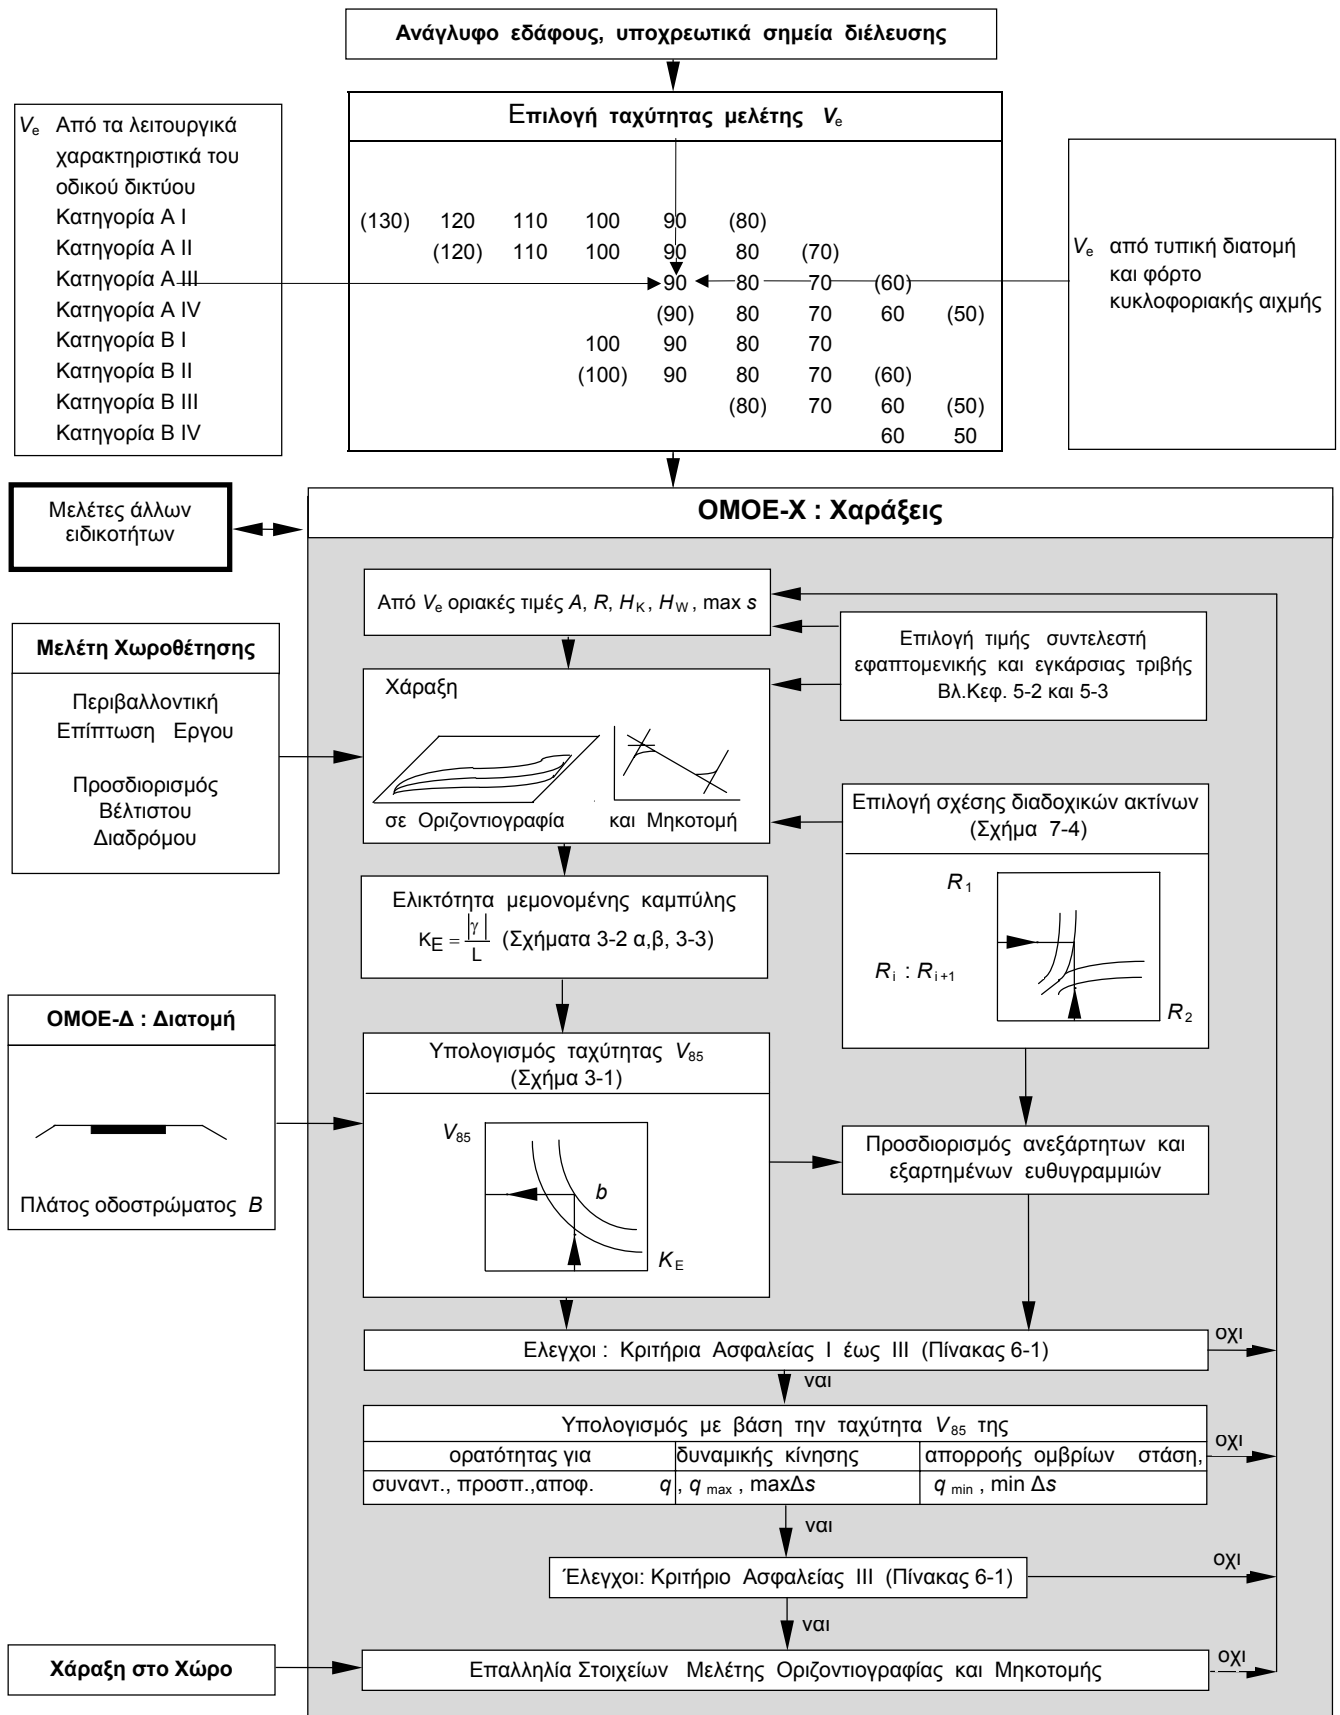 Ανάγλυφο εδάφους, υποχρεωτικά σημεία διέλευσης
Ve Από τα λειτουργικά
χαρακτηριστικά του
οδικού δικτύου
Κατηγορία Α Ι
Κατηγορία Α ΙΙ
Κατηγορία Α ΙΙΙ
Κατηγορία Α IV
Κατηγορία Β Ι
Κατηγορία Β ΙΙ
Κατηγορία Β ΙΙΙ
Κατηγορία Β IV
Επιλογή ταχύτητας μελέτης Ve
(130) 120 110 100 90 (80)
(120) 110 100 90 80 (70)
90 80 70 (60)
(90) 80 70 60 (50)
100 90 80 70
(100) 90 80 70 (60)
(80) 70 60 (50)
60 50
Ve από τυπική διατομή
και φόρτο
κυκλοφοριακής αιχμής
Μελέτες άλλων
ειδικοτήτων
ΟΜΟΕ-Χ : Χαράξεις
Από Ve οριακές τιμές A, R, HK, HW, max s
Επιλογή τιμής συντελεστή
εφαπτομενικής και εγκάρσιας τριβής
Βλ.Κεφ. 5-2 και 5-3
Μελέτη Χωροθέτησης
Περιβαλλοντική
Επίπτωση Εργου
Προσδιορισμός
Βέλτιστου
Διαδρόμου
Χάραξη
σε Οριζοντιογραφία και Μηκοτομή
Επιλογή σχέσης διαδοχικών ακτίνων
(Σχήμα 7-4)
R1
Ri : Ri+1
R2
Ελικτότητα μεμονομένης καμπύλης
KE = |γ| / L (Σχήματα 3-2 α,β, 3-3)
ΟΜΟΕ-Δ : Διατομή
Πλάτος οδοστρώματος B
Υπολογισμός ταχύτητας V85
(Σχήμα 3-1)
V85
b
KE
Προσδιορισμός ανεξάρτητων και
εξαρτημένων ευθυγραμμιών
Ελεγχοι : Κριτήρια Ασφαλείας Ι έως ΙΙΙ (Πίνακας 6-1)
οχι
ναι
Υπολογισμός με βάση την ταχύτητα V85 της
ορατότητας για δυναμικής κίνησης απορροής ομβρίων στάση,
συναντ., προσπ.,αποφ. q , q max , maxΔs q min , min Δs
οχι
ναι
Έλεγχοι: Κριτήριο Ασφαλείας ΙΙΙ (Πίνακας 6-1)
οχι
ναι
Χάραξη στο Χώρο
Επαλληλία Στοιχείων Μελέτης Οριζοντιογραφίας και Μηκοτομής
οχι